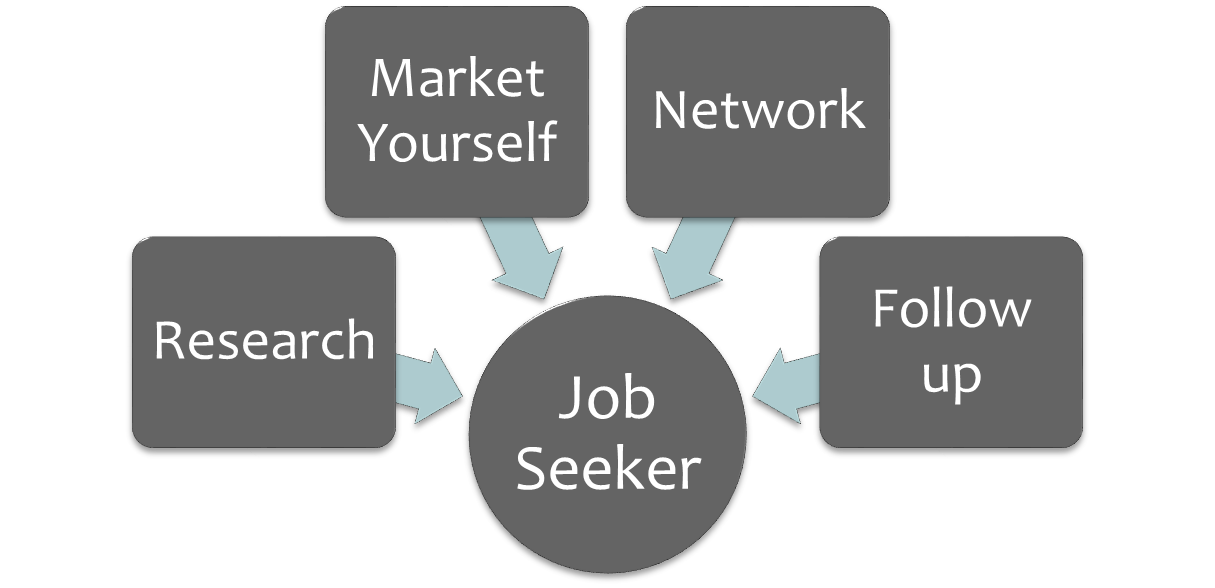 Market
Yourself
Network
Research
Follow
up
Job
Seeker